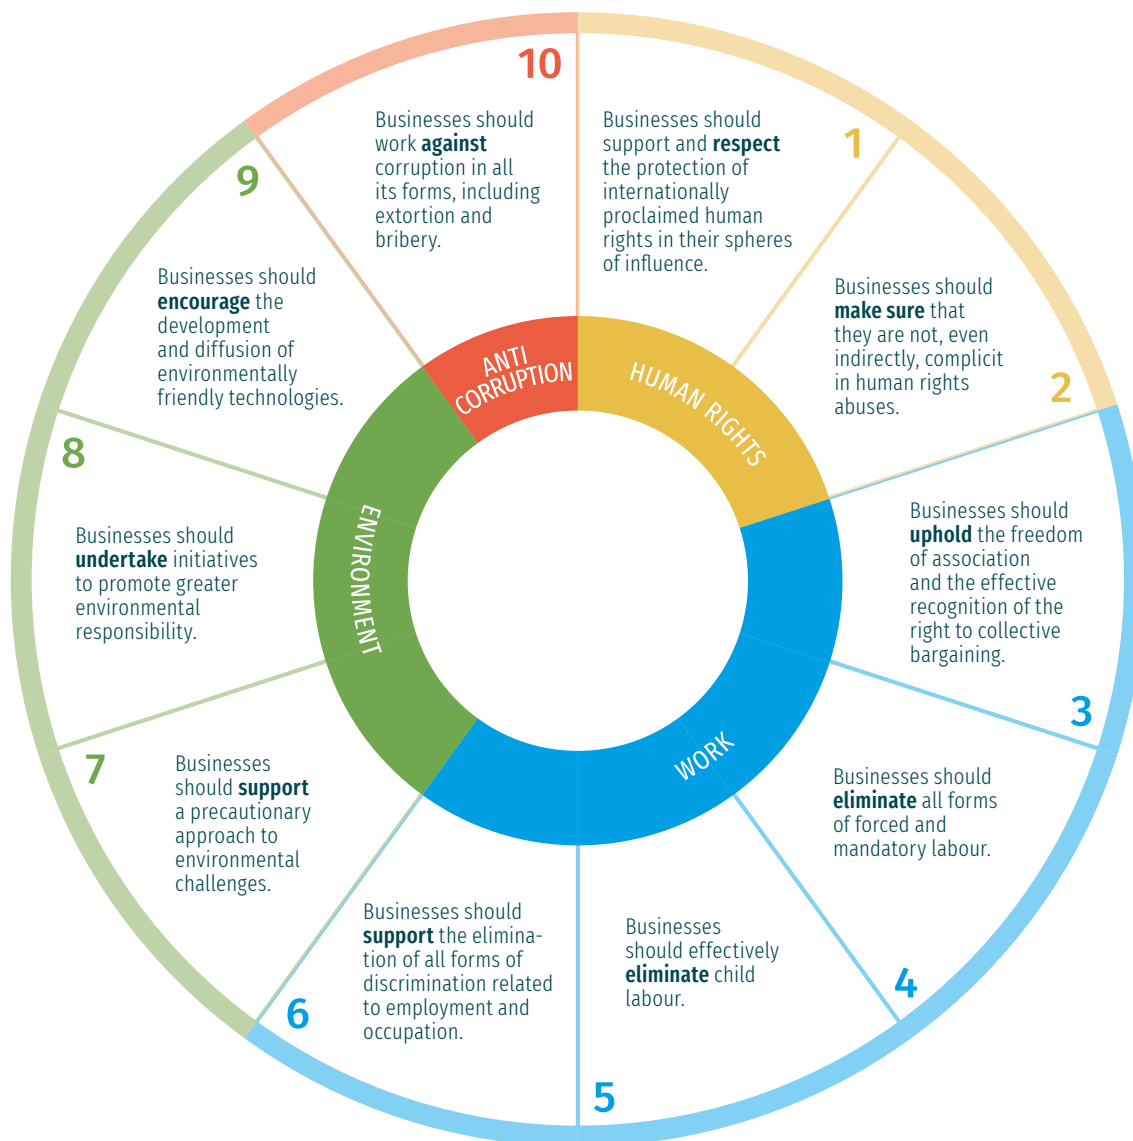 10
Businesses should
work against
corruption in all
its forms, including
extortion and
bribery.
1
Businesses should
support and respect
the protection of
internationally
proclaimed human
rights in their spheres
of influence.
2
Businesses should
make sure that
they are not, even
indirectly, complicit
in human rights
abuses.
3
Businesses should
uphold the freedom
of association
and the effective
recognition of the
right to collective
bargaining.
4
Businesses should
eliminate all forms
of forced and
mandatory labour.
5
Businesses
should effectively
eliminate child
labour.
6
Businesses should
support the elimina-
tion of all forms of
discrimination related
to employment and
occupation.
7
Businesses
should support
a precautionary
approach to
environmental
challenges.
8
Businesses should
undertake initiatives
to promote greater
environmental
responsibility.
9
Businesses should
encourage the
development
and diffusion of
environmentally
friendly technologies.
ANTI
CORRUPTION
HUMAN RIGHTS
WORK
ENVIRONMENT